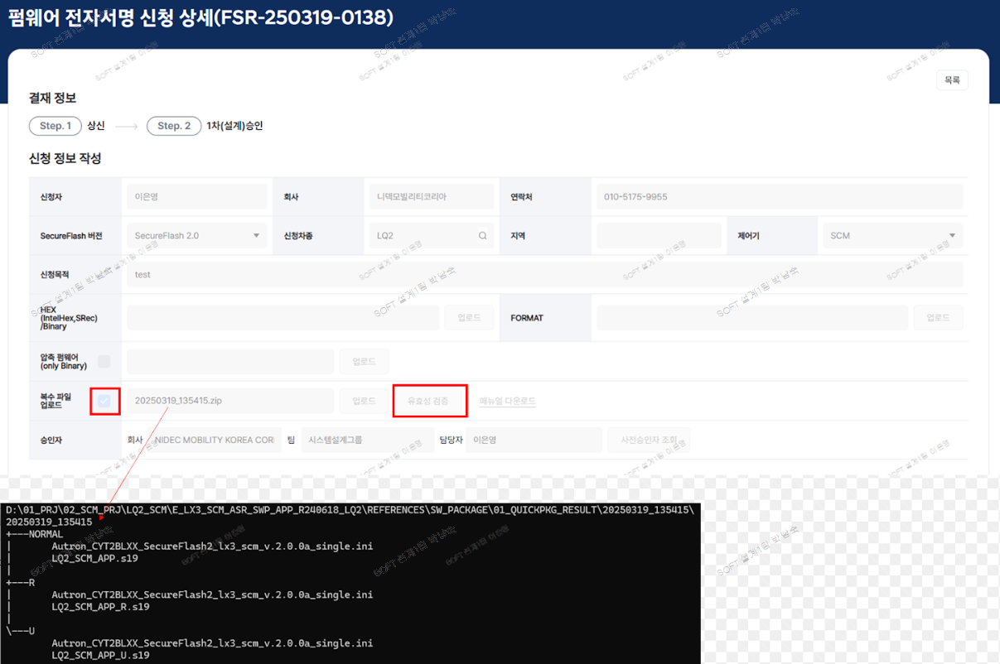 펌웨어 전자서명 신청 상세(FSR-250319-0138)
목록
결재 정보
Step. 1 상신 Step. 2 1차(설계)승인
신청 정보 작성
신청자 이은영 회사 니덱모빌리티코리아 연락처 010-5175-9955
SecureFlash 버전 SecureFlash 2.0 신청차종 LQ2 지역 제어기 SCM
신청목적 test
HEX
(IntelHex,SRec)
/Binary
업로드 FORMAT 업로드
압축 펌웨어
(only Binary)
업로드
복수 파일
업로드
20250319_135415.zip 업로드 유효성 검증 매뉴얼 다운로드
승인자 회사 NIDEC MOBILITY KOREA COR 팀 시스템설계그룹 담당자 이은영 사전승인자 조회
D:\01_PRJ\02_SCM_PRJ\LQ2_SCM\E_LX3_SCM_ASR_SWP_APP_R240618_LQ2\REFERENCES\SW_PACKAGE\01_QUICKPKG_RESULT\20250319_135415\
20250319_135415
+---NORMAL
|       Autron_CYT2BLXX_SecureFlash2_lx3_scm_v.2.0.0a_single.ini
|       LQ2_SCM_APP.s19
|
+---R
|       Autron_CYT2BLXX_SecureFlash2_lx3_scm_v.2.0.0a_single.ini
|       LQ2_SCM_APP_R.s19
|
\---U
        Autron_CYT2BLXX_SecureFlash2_lx3_scm_v.2.0.0a_single.ini
        LQ2_SCM_APP_U.s19